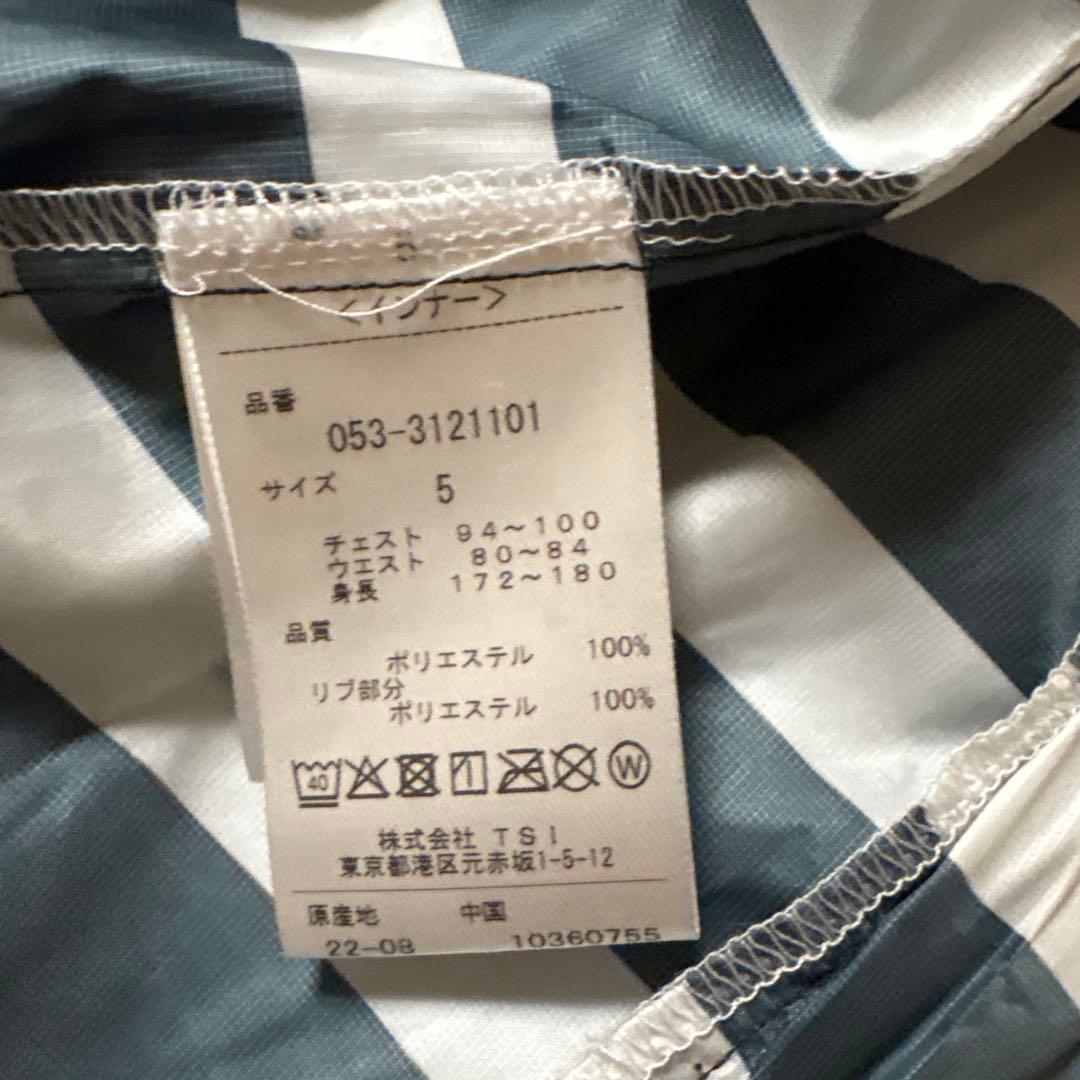 <インナー>
品番
053-3121101
サイズ 5
チェスト 94～100
ウエスト 80～84
身長 172～180
品質
ポリエステル 100%
リブ部分
ポリエステル 100%
40 W
株式会社 TSI
東京都港区元赤坂1-5-12
原産地 中国
22-08 10360755